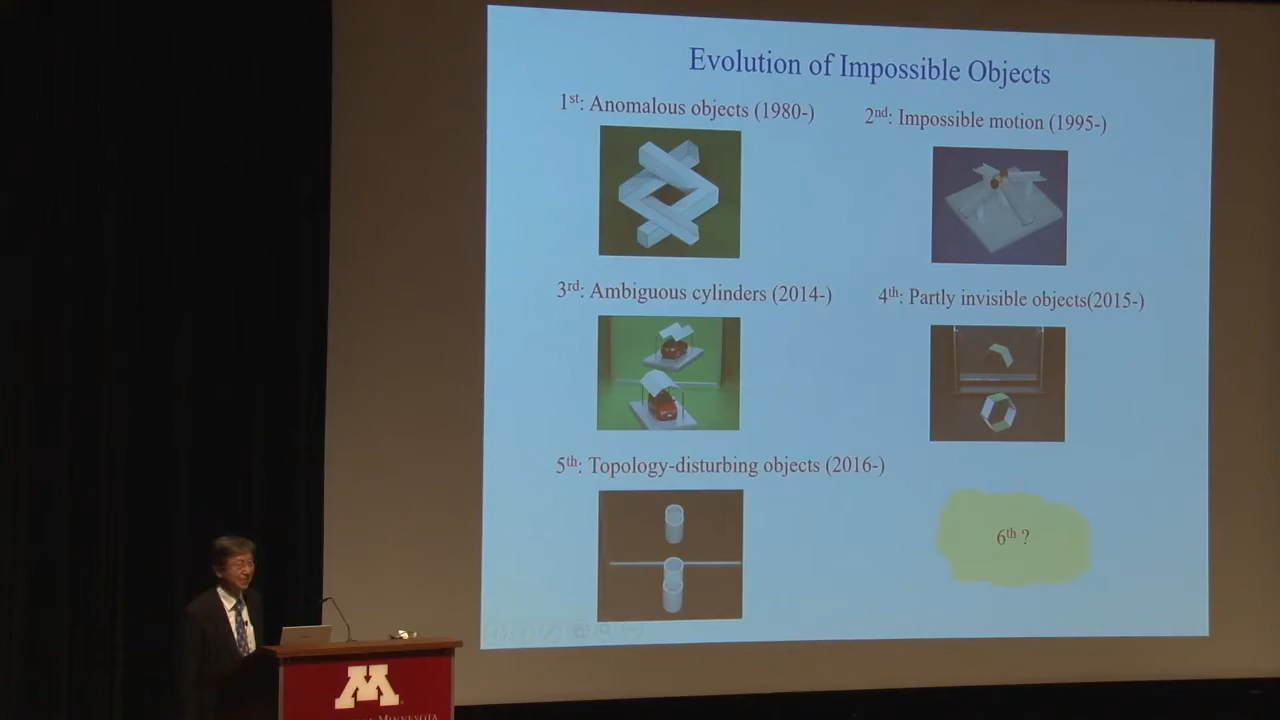 Evolution of Impossible Objects
1st: Anomalous objects (1980-)
2nd: Impossible motion (1995-)
3rd: Ambiguous cylinders (2014-)
4th: Partly invisible objects(2015-)
5th: Topology-disturbing objects (2016-)
6th ?
M
Minnesota